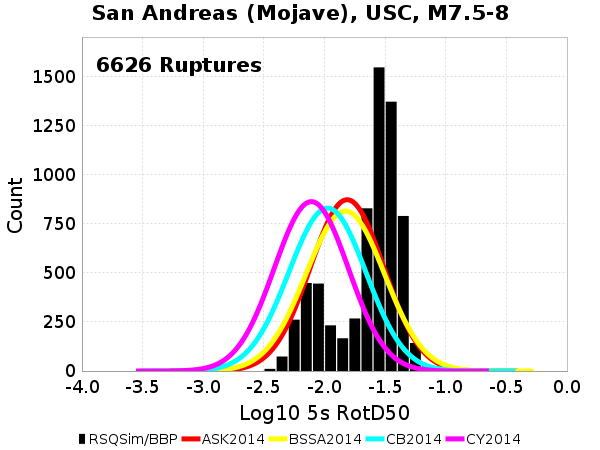 San Andreas (Mojave), USC, M7.5-8
6626 Ruptures
Count
1500
1250
1000
750
500
250
0
-4.0 -3.5 -3.0 -2.5 -2.0 -1.5 -1.0 -0.5 0.0
Log10 5s RotD50
RSQSim/BBP ASK2014 BSSA2014 CB2014 CY2014